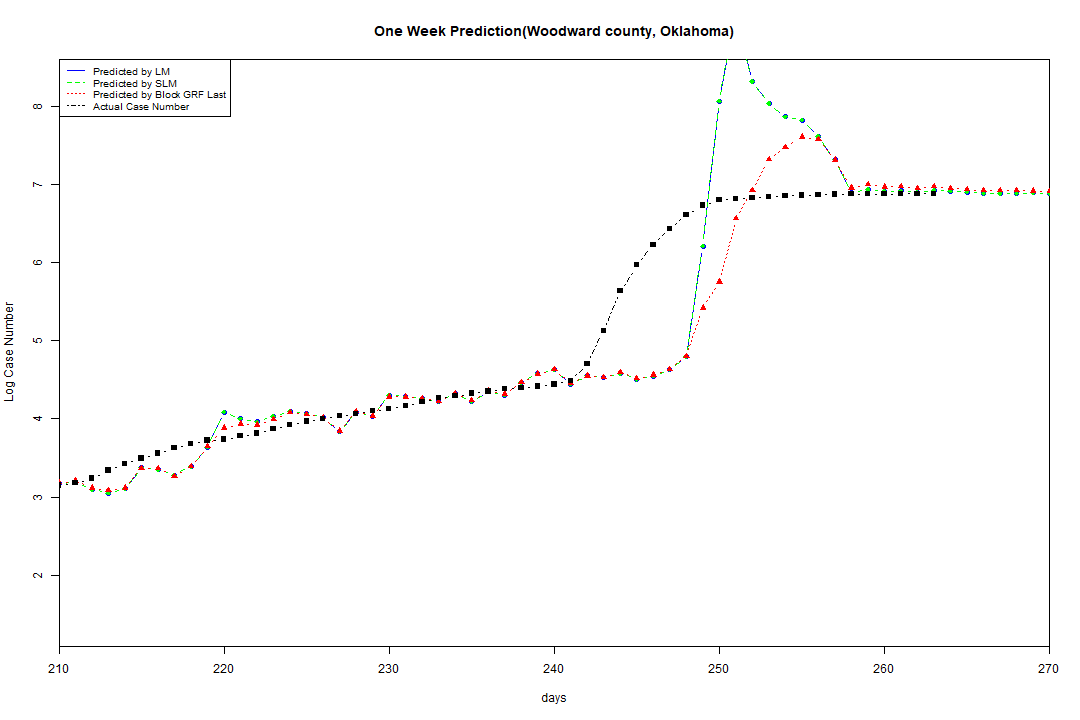 One Week Prediction(Woodward county, Oklahoma)
Predicted by LM
Predicted by SLM
Predicted by Block GRF Last
Actual Case Number
8
7
6
5
4
3
2
Log Case Number
210 220 230 240 250 260 270
days